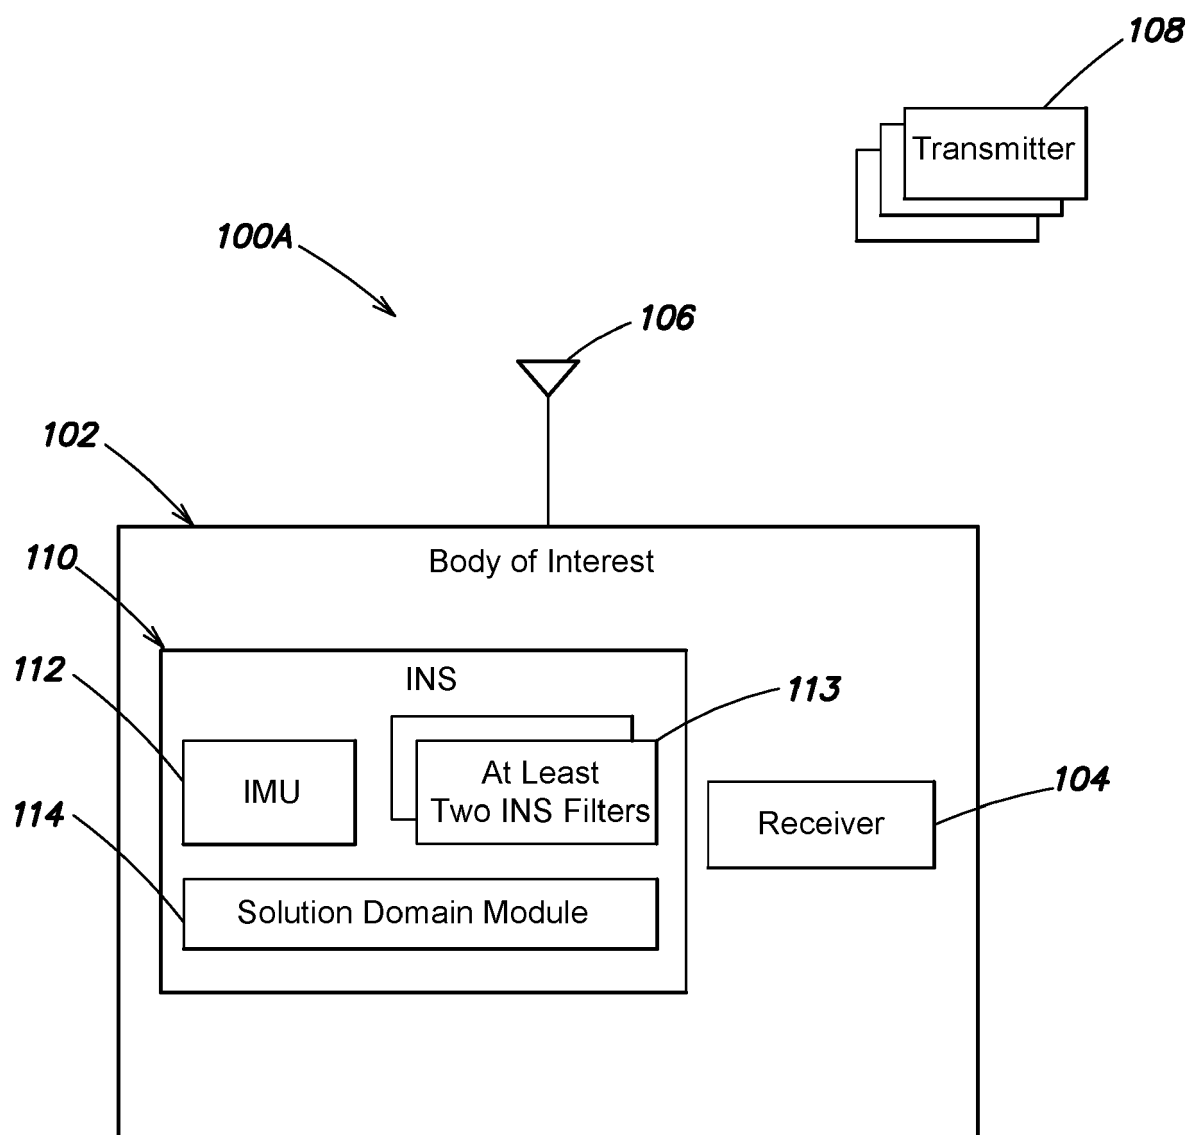 108
Transmitter
100A
106
102
Body of Interest
110
INS
112
113
IMU
At Least
Two INS Filters
104
Receiver
114
Solution Domain Module